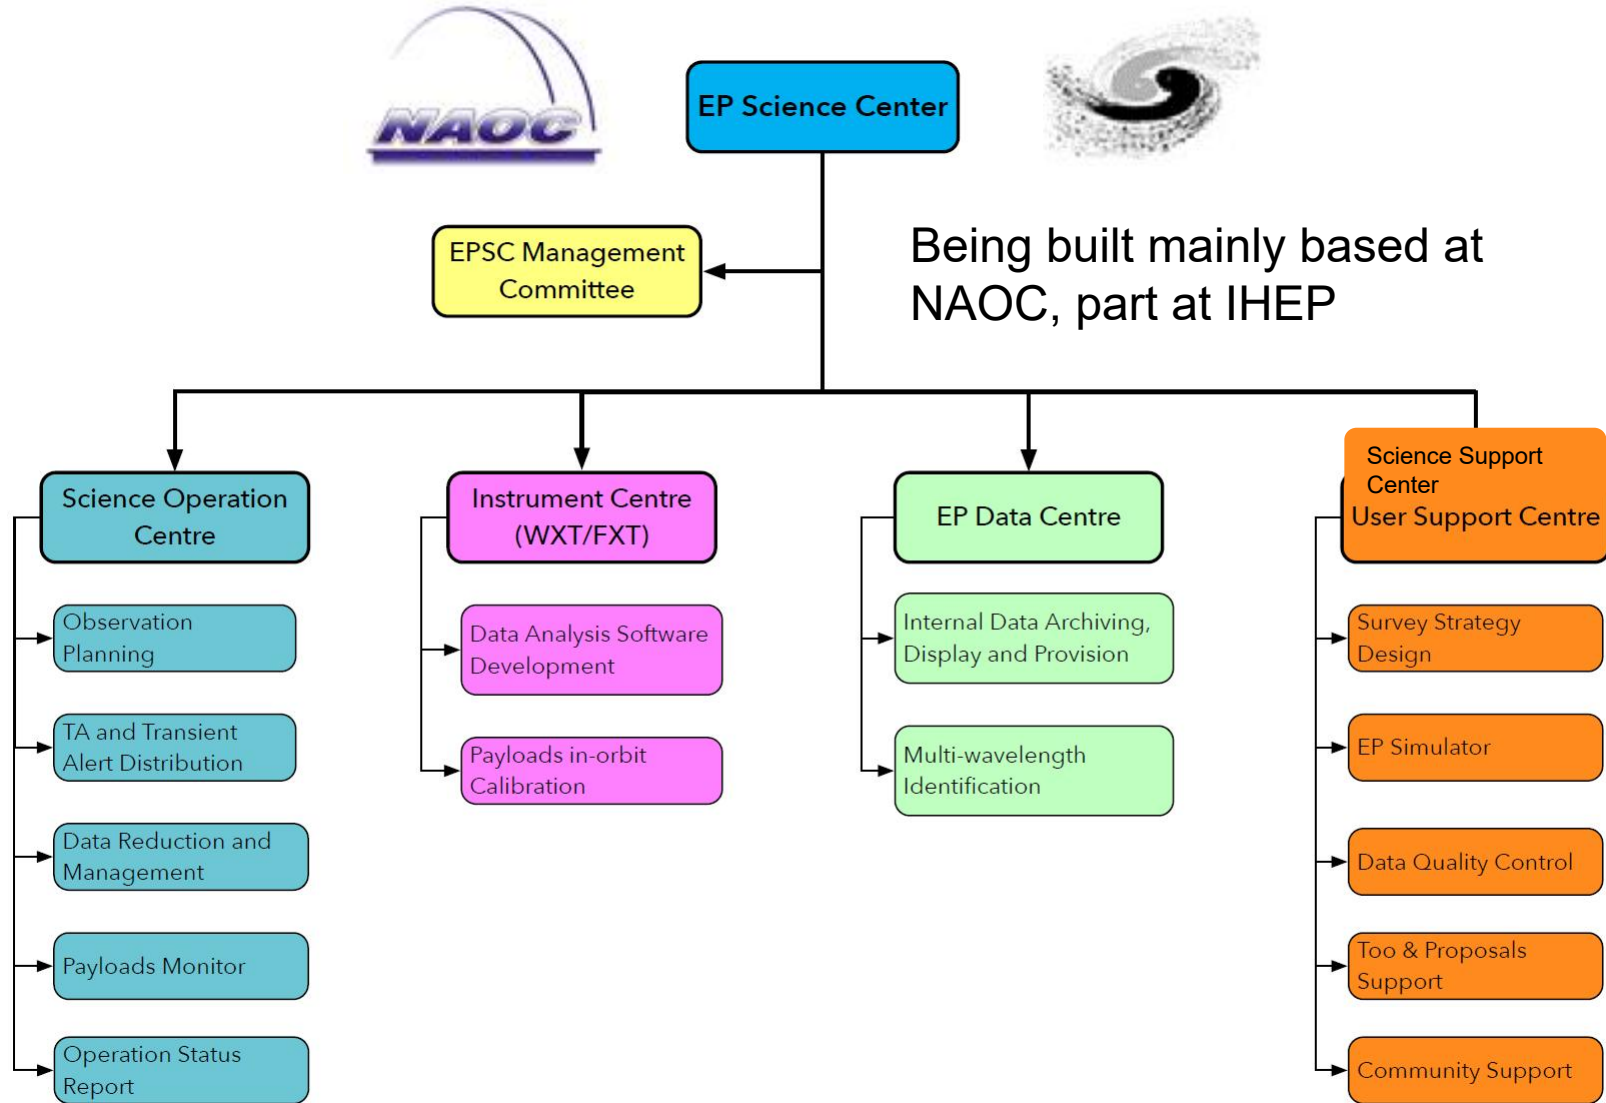 NAOC
EP Science Center
EPSC Management
Committee
Being built mainly based at
NAOC, part at IHEP
Science Operation
Centre
Observation
Planning
TA and Transient
Alert Distribution
Data Reduction and
Management
Payloads Monitor
Operation Status
Report
Instrument Centre
(WXT/FXT)
Data Analysis Software
Development
Payloads in-orbit
Calibration
EP Data Centre
Internal Data Archiving,
Display and Provision
Multi-wavelength
Identification
Science Support
Center
User Support Centre
Survey Strategy
Design
EP Simulator
Data Quality Control
Too & Proposals
Support
Community Support